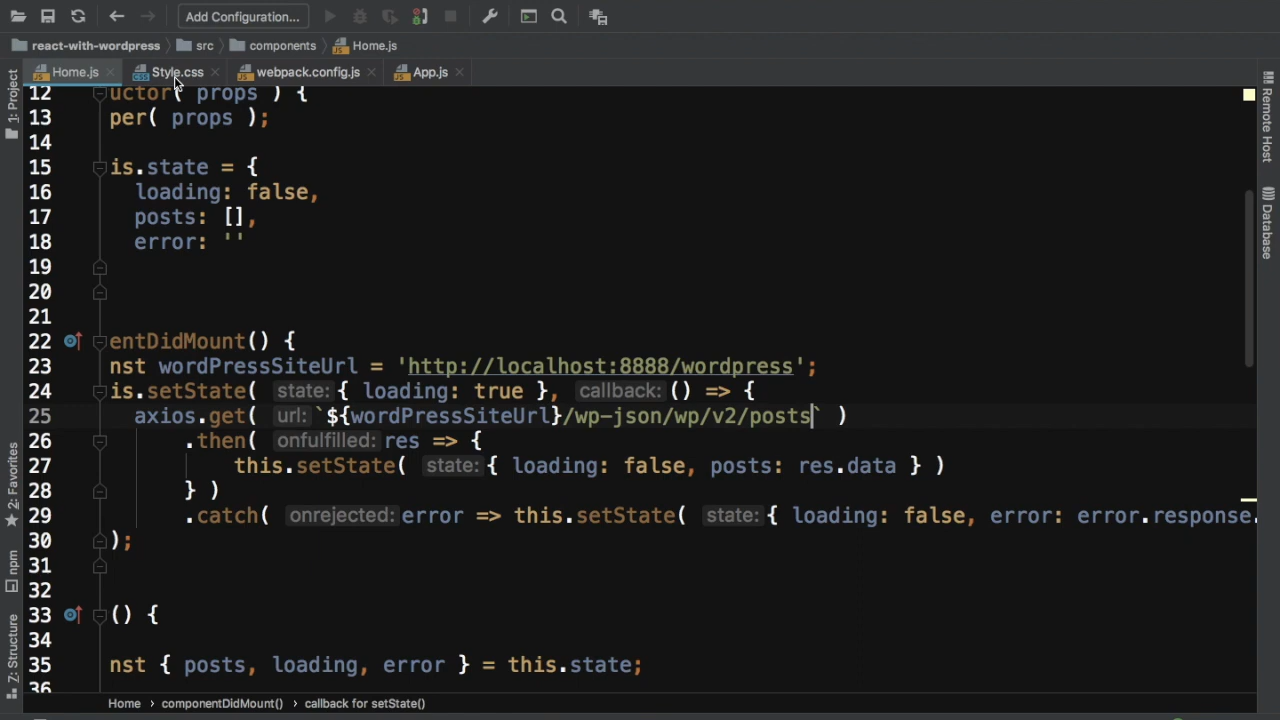 Add Configuration...
react-with-wordpress src components Home.js
Home.js Style.css webpack.config.js App.js
1: Project
2: Favorites
npm
Z: Structure
Remote Host
Database
12 uctor( props ) {
13 per( props );
14
15 is.state = {
16 loading: false,
17 posts: [],
18 error: ''
19
20
21
22 entDidMount() {
23 nst wordPressSiteUrl = 'http://localhost:8888/wordpress';
24 is.setState( state: { loading: true }, callback: () => {
25 axios.get( url: `${wordPressSiteUrl}/wp-json/wp/v2/posts` )
26 .then( onfulfilled: res => {
27 this.setState( state: { loading: false, posts: res.data } )
28 } )
29 .catch( onrejected: error => this.setState( state: { loading: false, error: error.response.
30 );
31
32
33 () {
34
35 nst { posts, loading, error } = this.state;
36
Home › componentDidMount() › callback for setState()